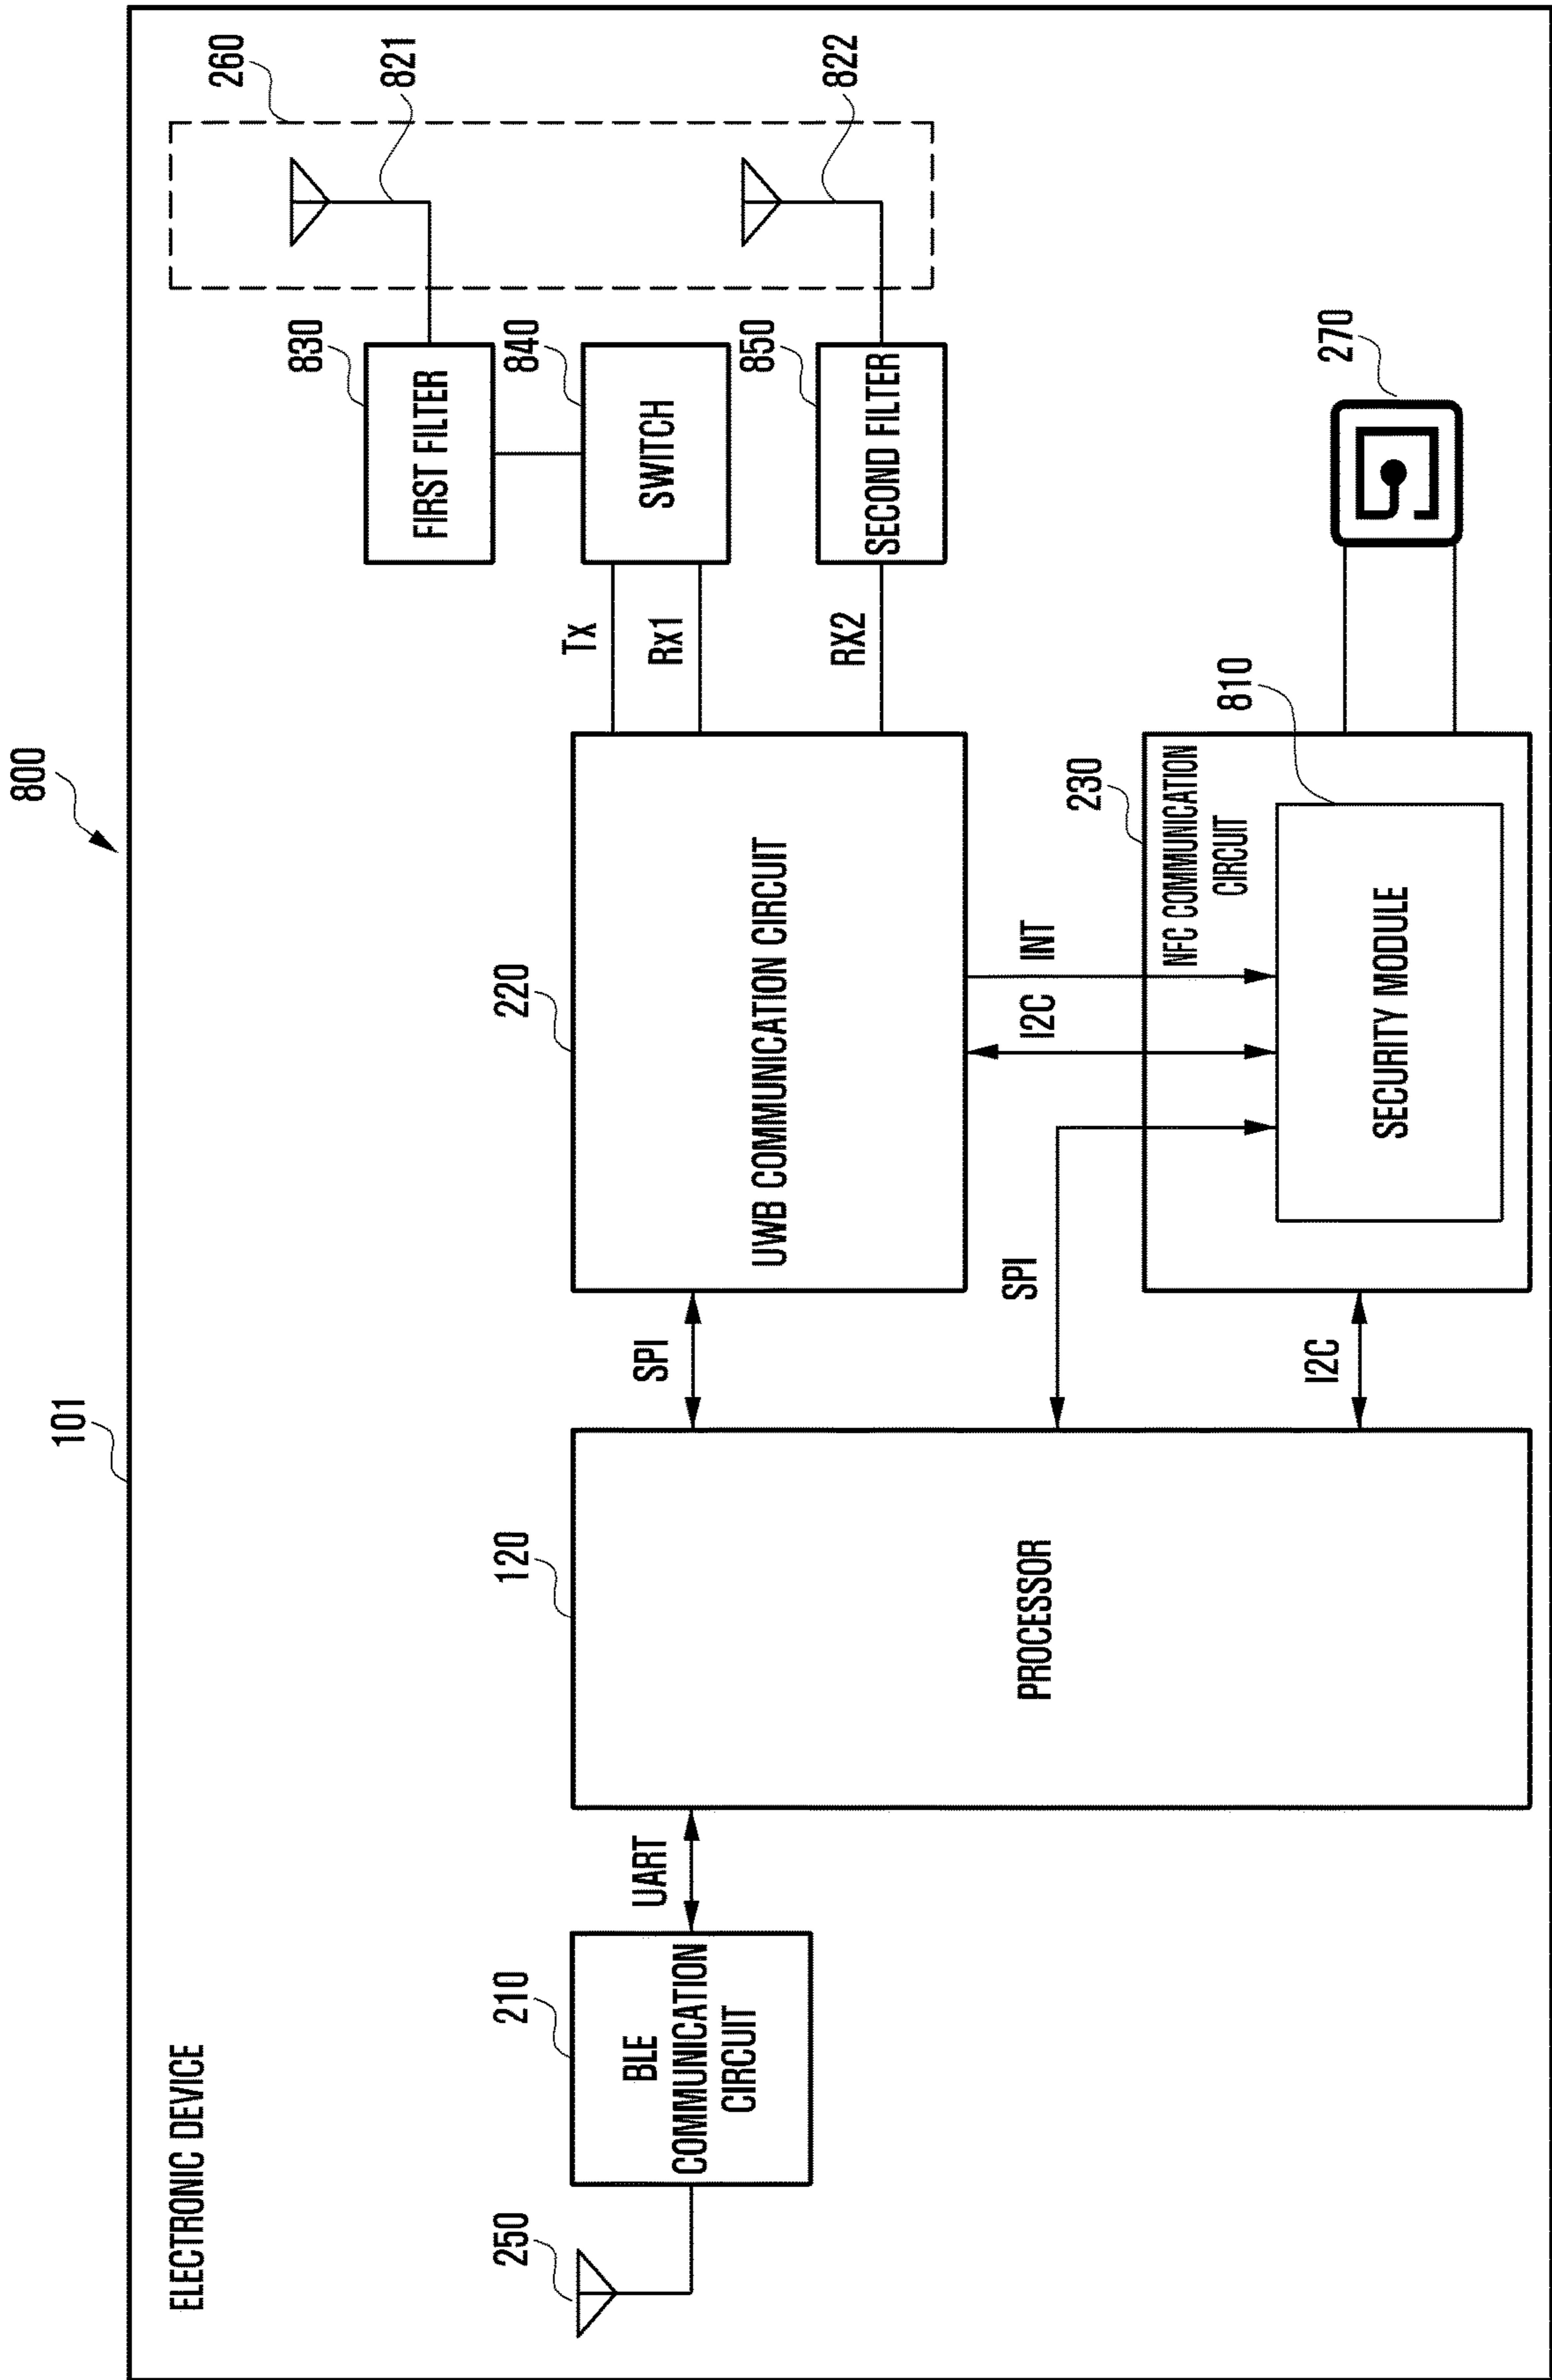 800
101
ELECTRONIC DEVICE
260
821
822
250
210
BLE
COMMUNICATION
CIRCUIT
UART
120
PROCESSOR
SPI
SPI
I2C
220
UWB COMMUNICATION CIRCUIT
INT
I2C
Tx
Rx1
RX2
830
FIRST FILTER
840
SWITCH
850
SECOND FILTER
230
NFC COMMUNICATION
CIRCUIT
810
SECURITY MODULE
270